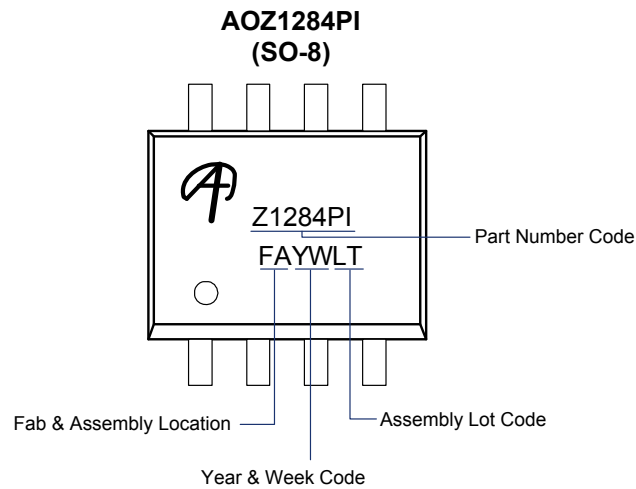 AOZ1284PI
(SO-8)
Z1284PI
Part Number Code
FAYWLT
Fab & Assembly Location
Assembly Lot Code
Year & Week Code